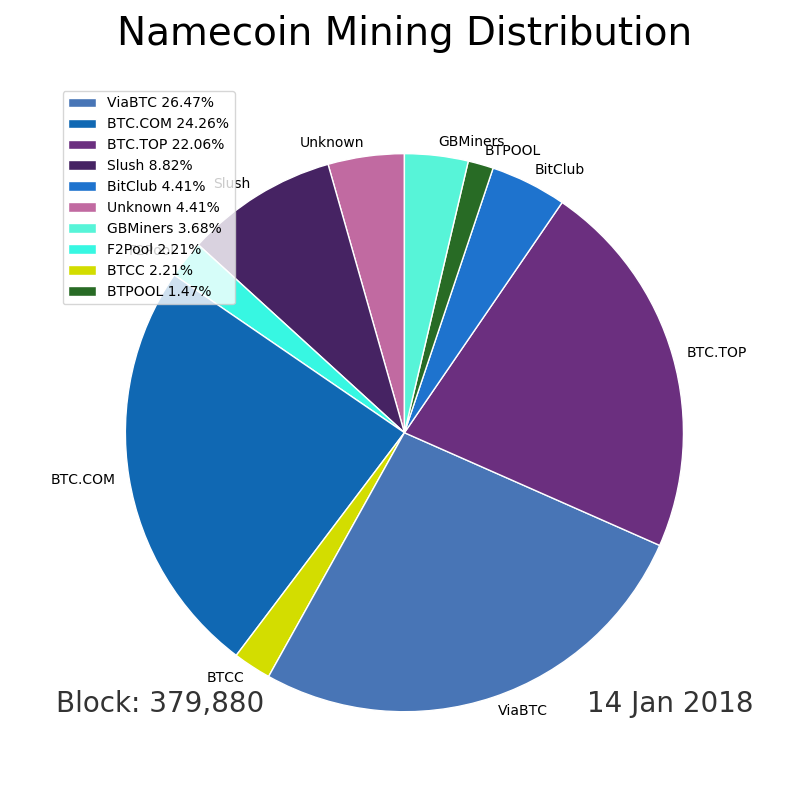 Namecoin Mining Distribution
ViaBTC 26.47%
BTC.COM 24.26%
BTC.TOP 22.06%
Slush 8.82%
BitClub 4.41%
Unknown 4.41%
GBMiners 3.68%
F2Pool 2.21%
BTCC 2.21%
BTPOOL 1.47%
Unknown
GBMiners
BTPOOL
BitClub
Slush
BTC.TOP
BTC.COM
BTCC
ViaBTC
Block: 379,880
14 Jan 2018